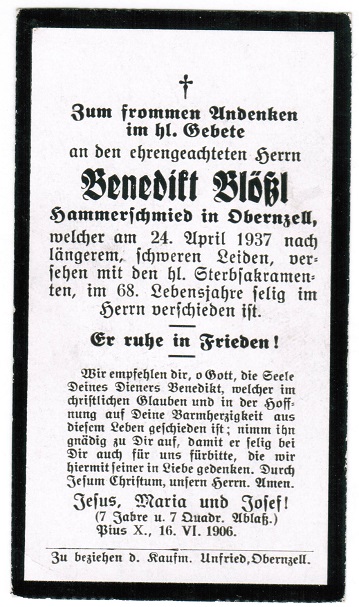 †
Zum frommen Andenken
im hl. Gebete
an den ehrengeachteten Herrn
Benedikt Blößl
Hammerschmied in Obernzell,
welcher am 24. April 1937 nach
längerem, schweren Leiden, ver-
sehen mit den hl. Sterbsakramen-
ten, im 68. Lebensjahre selig im
Herrn verschieden ist.
Er ruhe in Frieden!
Wir empfehlen dir, o Gott, die Seele
Deines Dieners Benedikt, welcher im
christlichen Glauben und in der Hoff-
nung auf Deine Barmherzigkeit aus
diesem Leben geschieden ist; nimm ihn
gnädig zu Dir auf, damit er selig bei
Dir auch für uns fürbitte, die wir
hiermit seiner in Liebe gedenken. Durch
Jesum Christum, unsern Herrn. Amen.
Jesus, Maria und Josef!
(7 Jahre u. 7 Quadr. Ablaß.)
Pius X., 16. VI. 1906.
Zu beziehen d. Kaufm. Unfried, Obernzell.